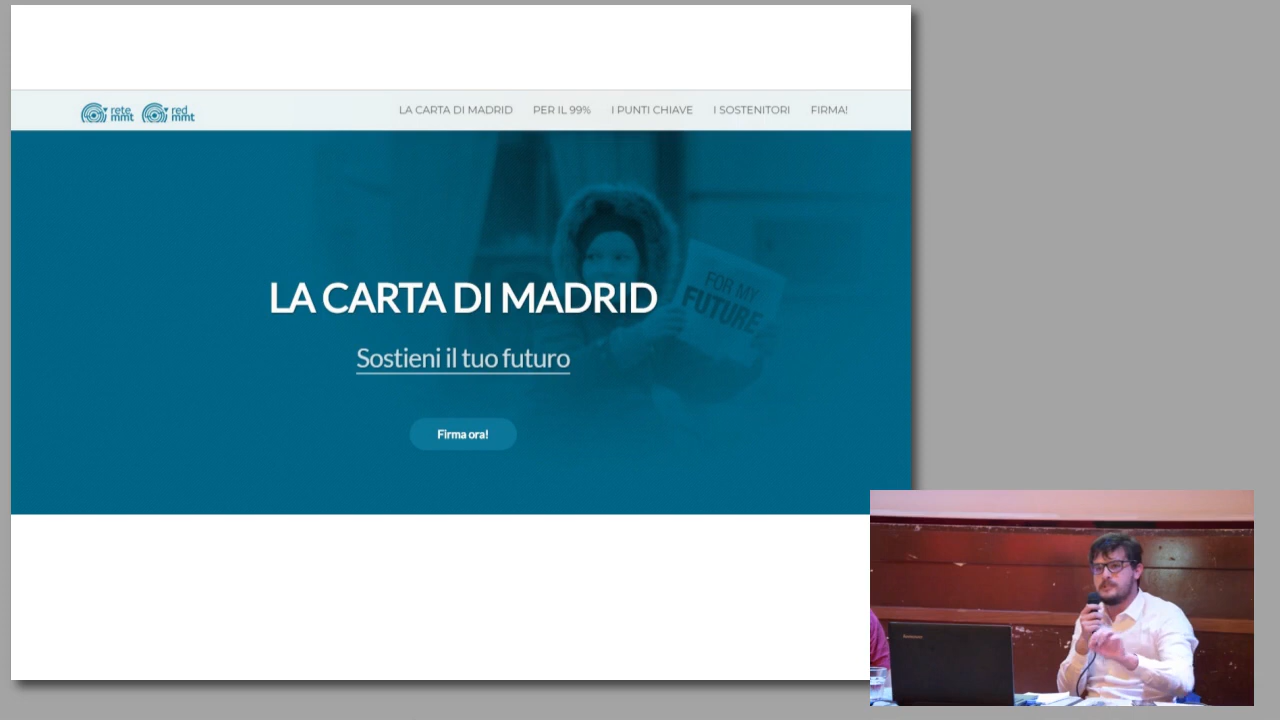 rete
mmt
red
mmt
LA CARTA DI MADRID PER IL 99% I PUNTI CHIAVE I SOSTENITORI FIRMA!
FOR MY
FUTURE
LA CARTA DI MADRID
Sostieni il tuo futuro
Firma ora!
lenovo